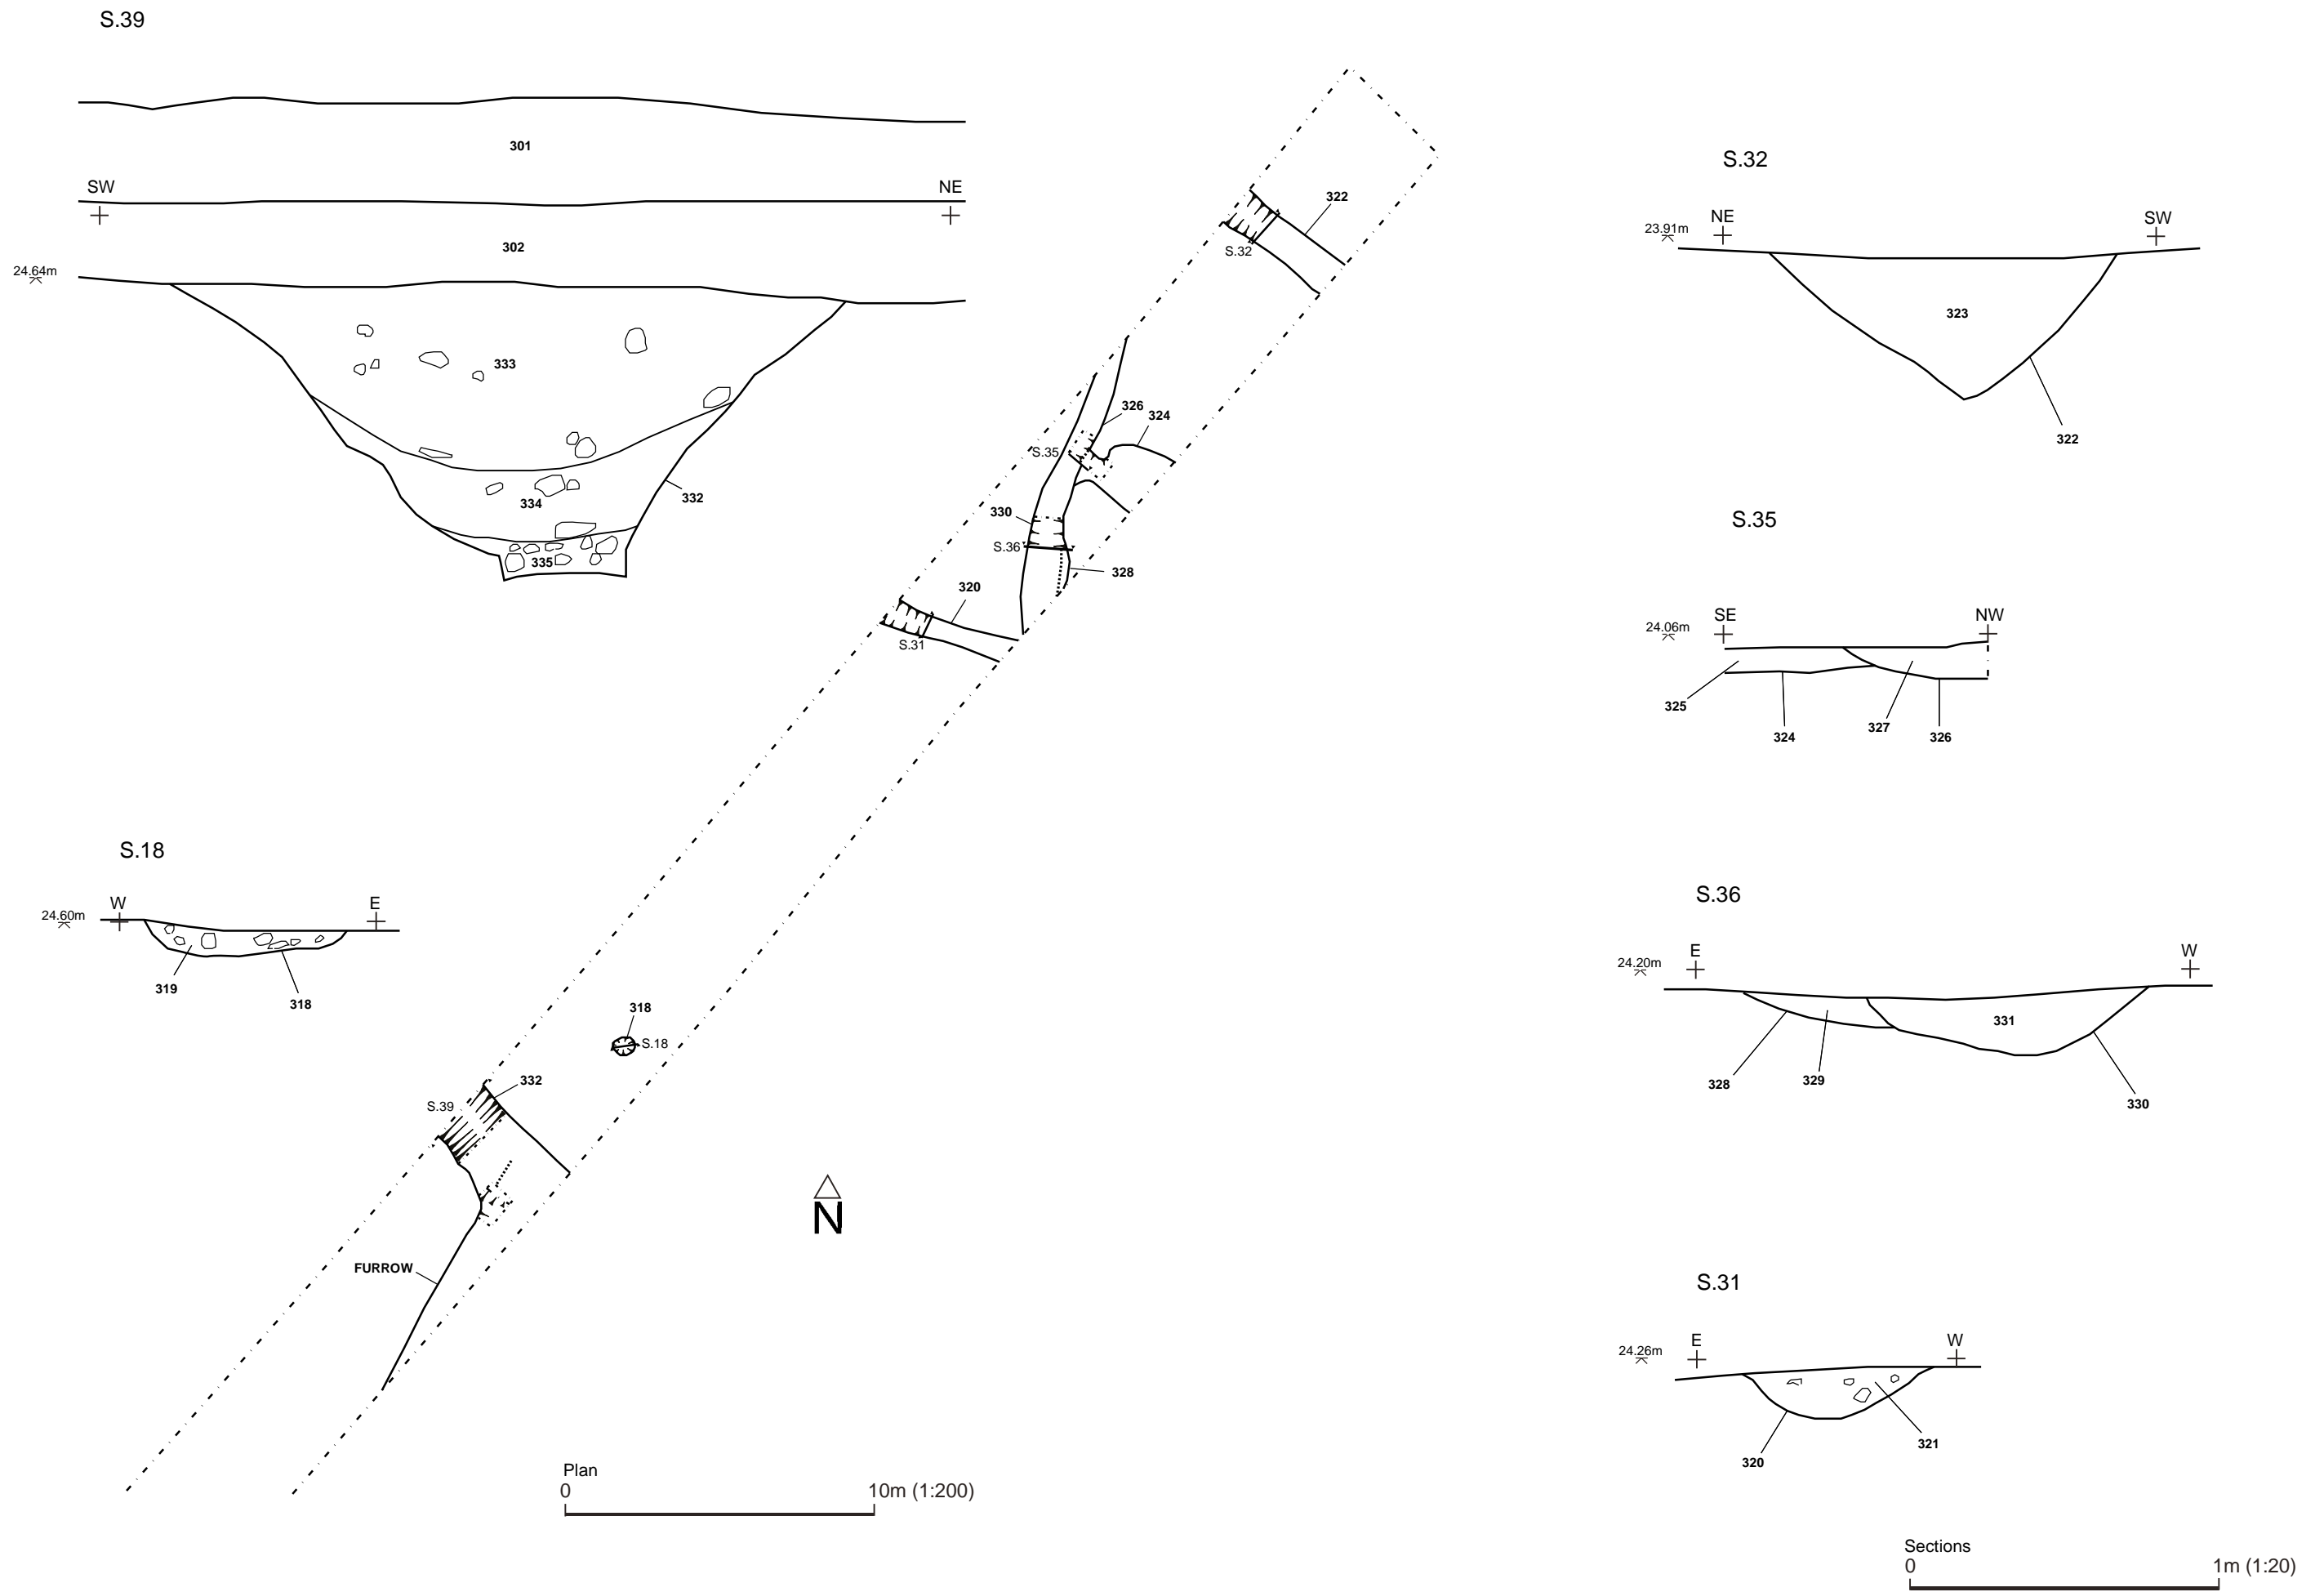 S.39
301
SW
NE
302
24.64m
333
334
332
335
S.18
W
E
24.60m
319
318
322
S.32
326
324
S.35
330
S.36
328
320
S.31
318
S.18
332
S.39
FURROW
N
Plan
0
10m (1:200)
S.32
NE
SW
23.91m
323
322
S.35
SE
NW
24.06m
325
327
324
326
S.36
E
W
24.20m
331
328
329
330
S.31
E
W
24.26m
321
320
Sections
0
1m (1:20)